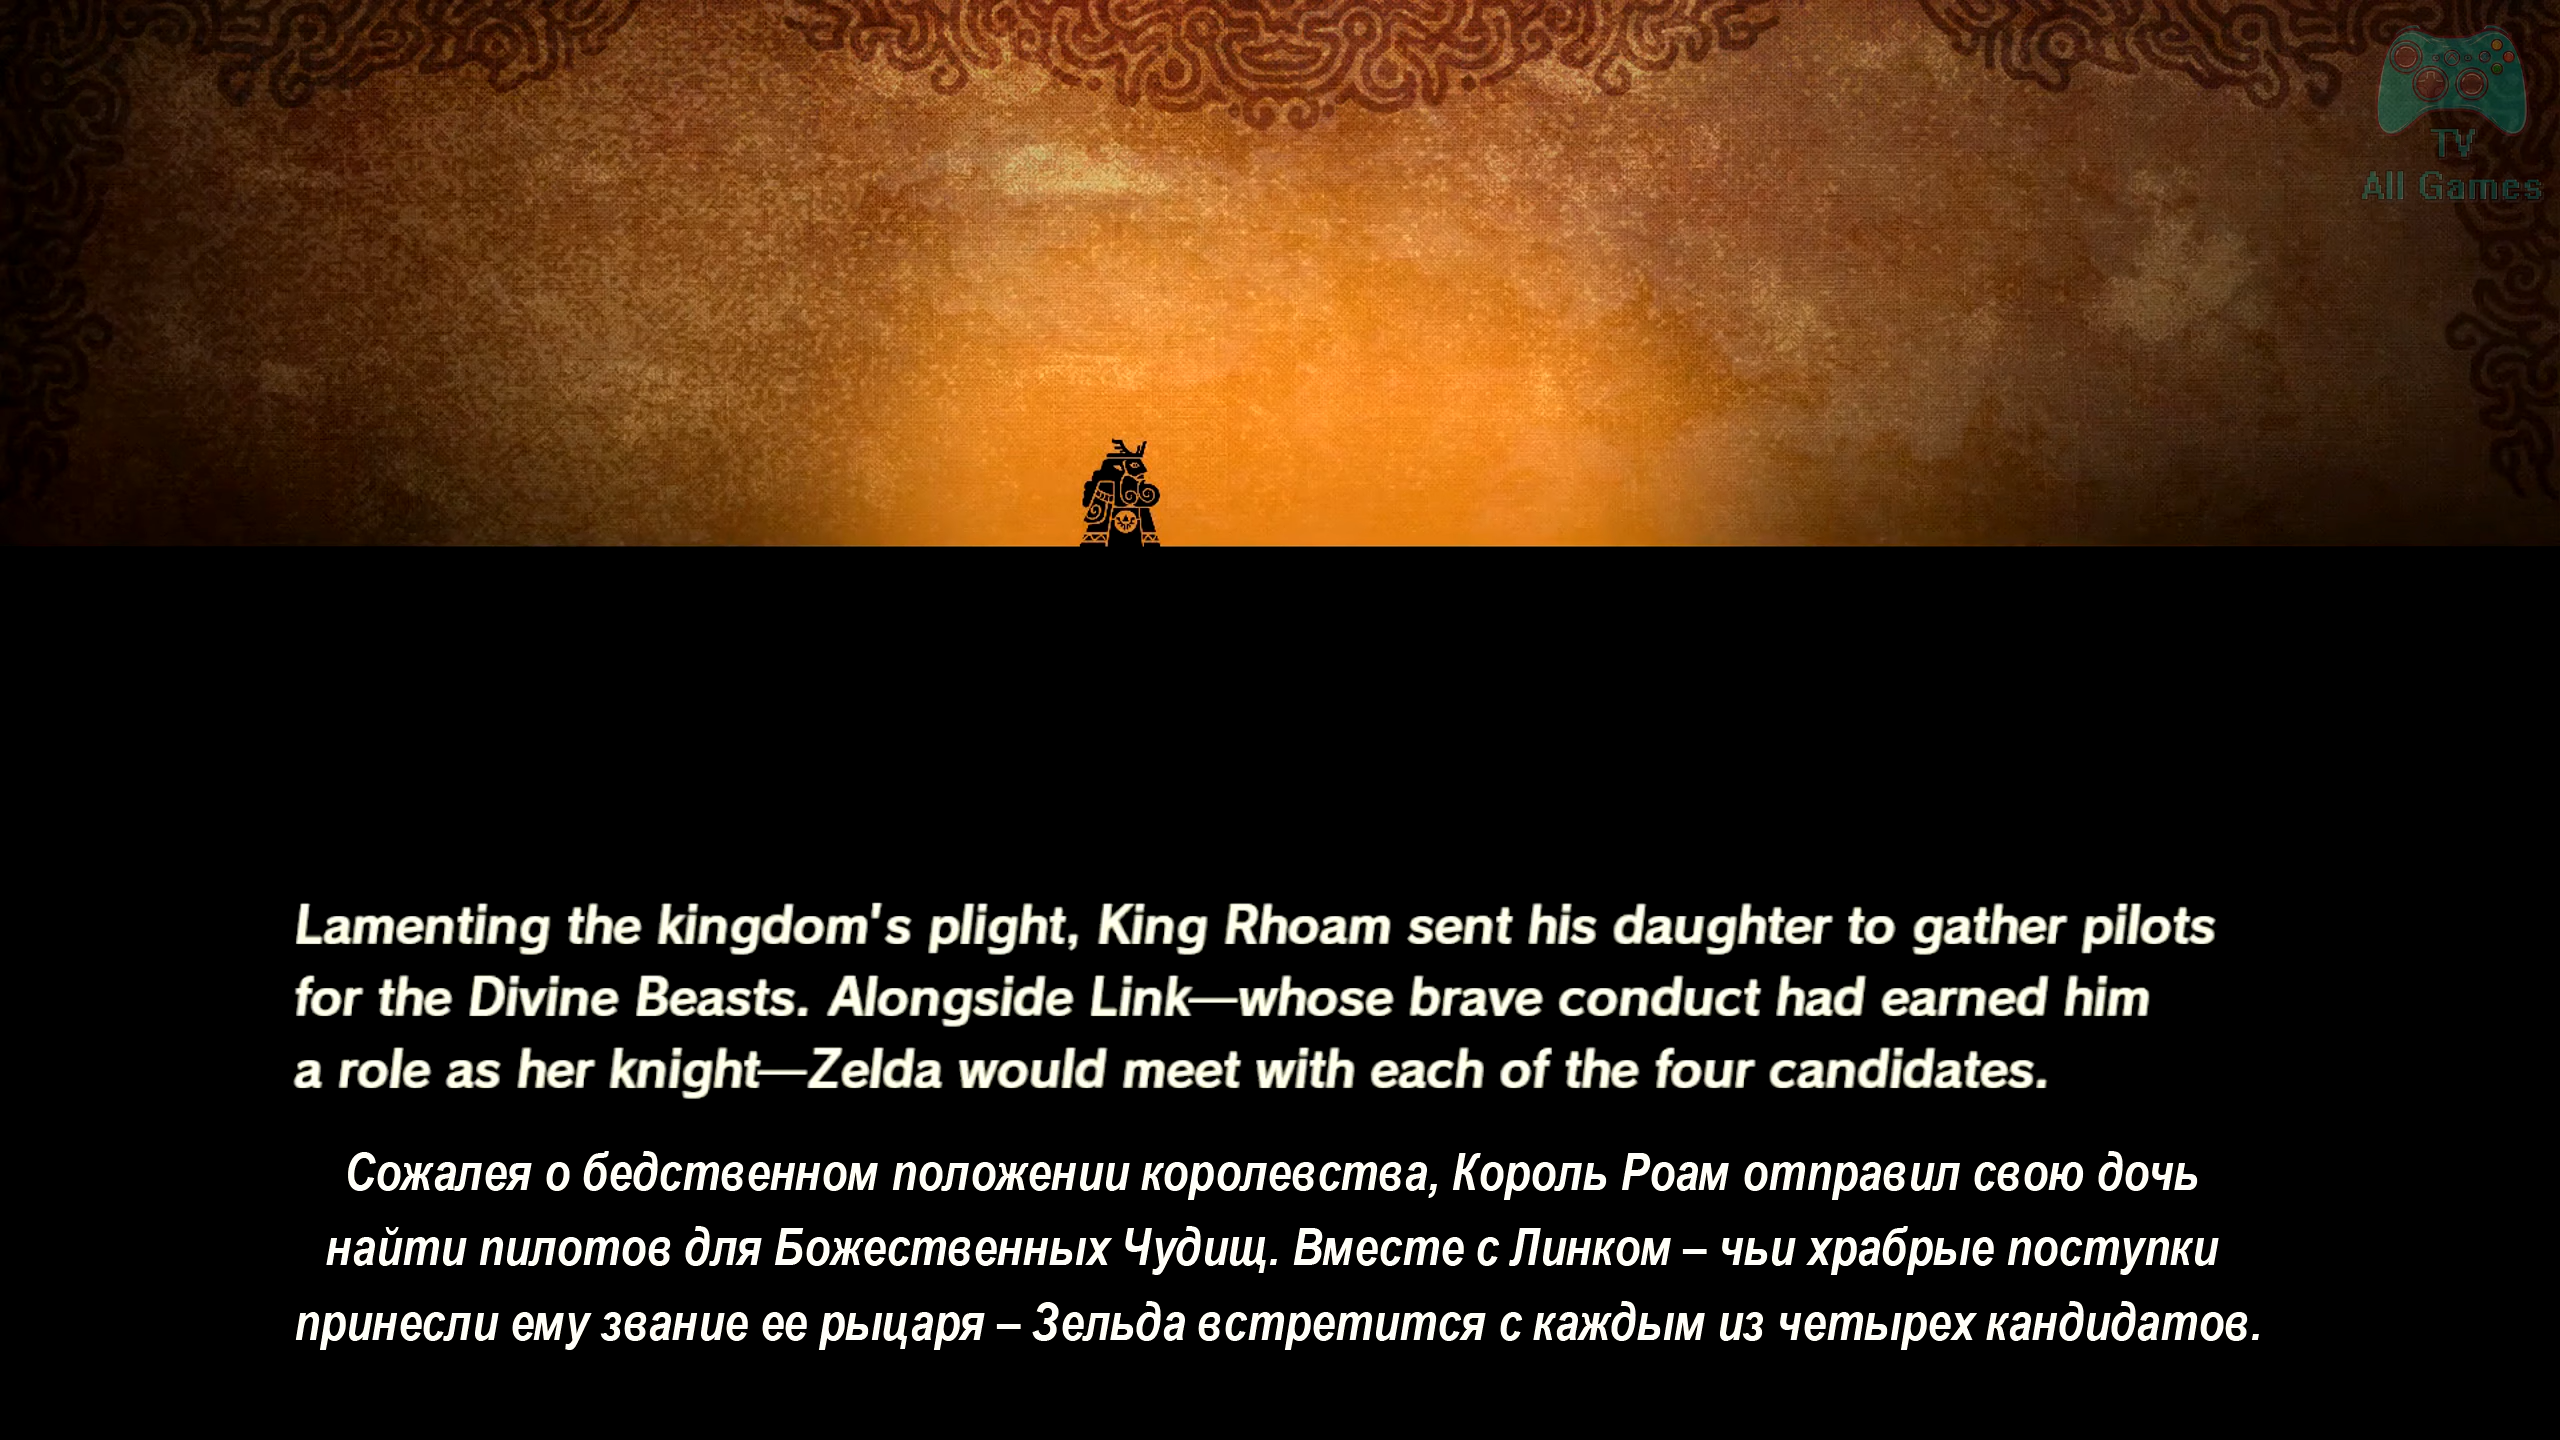 TV
All Games
Lamenting the kingdom's plight, King Rhoam sent his daughter to gather pilots
for the Divine Beasts. Alongside Link—whose brave conduct had earned him
a role as her knight—Zelda would meet with each of the four candidates.
Сожалея о бедственном положении королевства, Король Роам отправил свою дочь
найти пилотов для Божественных Чудищ. Вместе с Линком – чьи храбрые поступки
принесли ему звание ее рыцаря – Зельда встретится с каждым из четырех кандидатов.